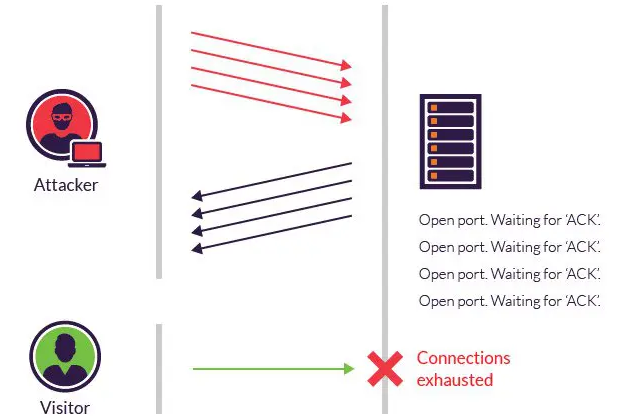 Attacker
Open port. Waiting for ‘ACK’.
Open port. Waiting for ‘ACK’.
Open port. Waiting for ‘ACK’.
Open port. Waiting for ‘ACK’.
Visitor
Connections
exhausted